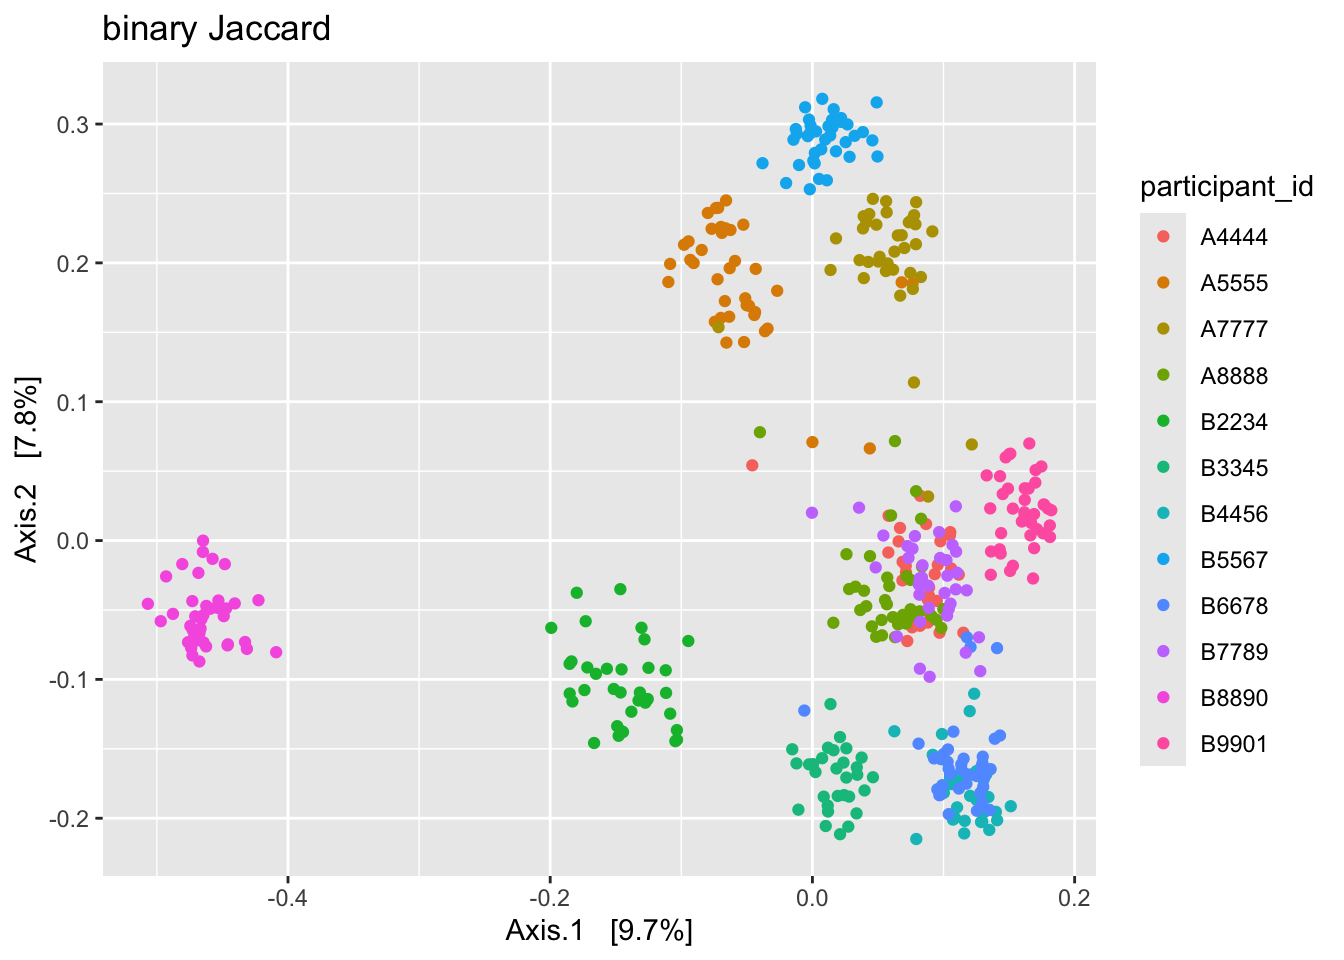 binary Jaccard
0.3
0.2
0.1
0.0
-0.1
-0.2
Axis.2 [7.8%]
-0.4
-0.2
0.0
0.2
Axis.1 [9.7%]
participant_id
A4444
A5555
A7777
A8888
B2234
B3345
B4456
B5567
B6678
B7789
B8890
B9901